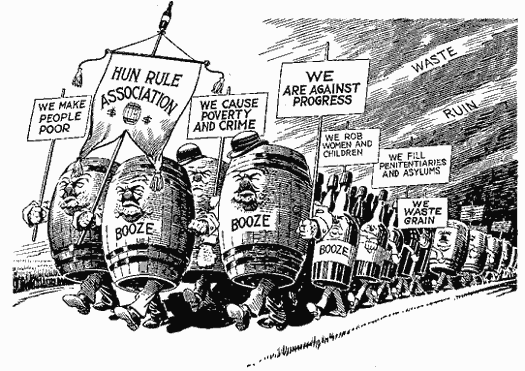 HUN RULE
ASSOCIATION
WE MAKE
PEOPLE
POOR
WE CAUSE
POVERTY
AND CRIME
WE
ARE AGAINST
PROGRESS
WASTE
RUIN
WE ROB
WOMEN AND
CHILDREN
WE FILL
PENITENTIARIES
AND ASYLUMS
WE
WASTE
GRAIN
BOOZE
BOOZE
BOOZE